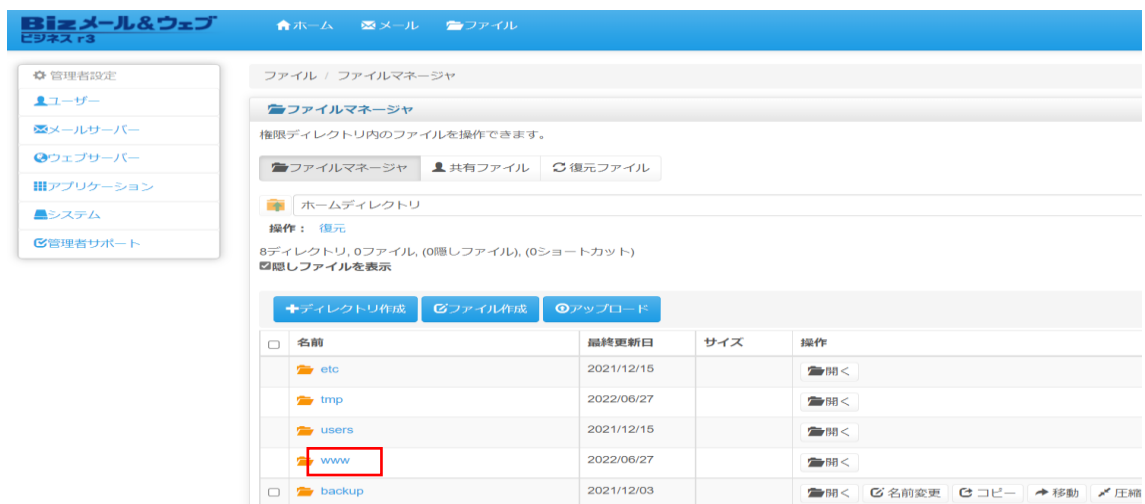 Bizメール&ウェブ
ビジネス r3
ホーム メール ファイル
管理者設定
ユーザー
メールサーバー
ウェブサーバー
アプリケーション
システム
管理者サポート
ファイル / ファイルマネージャ
ファイルマネージャ
権限ディレクトリ内のファイルを操作できます。
ファイルマネージャ 共有ファイル 復元ファイル
ホームディレクトリ
操作： 復元
8ディレクトリ, 0ファイル, (0隠しファイル), (0ショートカット)
隠しファイルを表示
ディレクトリ作成 ファイル作成 アップロード
名前 最終更新日 サイズ 操作
etc 2021/12/15 開く
tmp 2022/06/27 開く
users 2021/12/15 開く
www 2022/06/27 開く
backup 2021/12/03 開く 名前変更 コピー 移動 圧縮